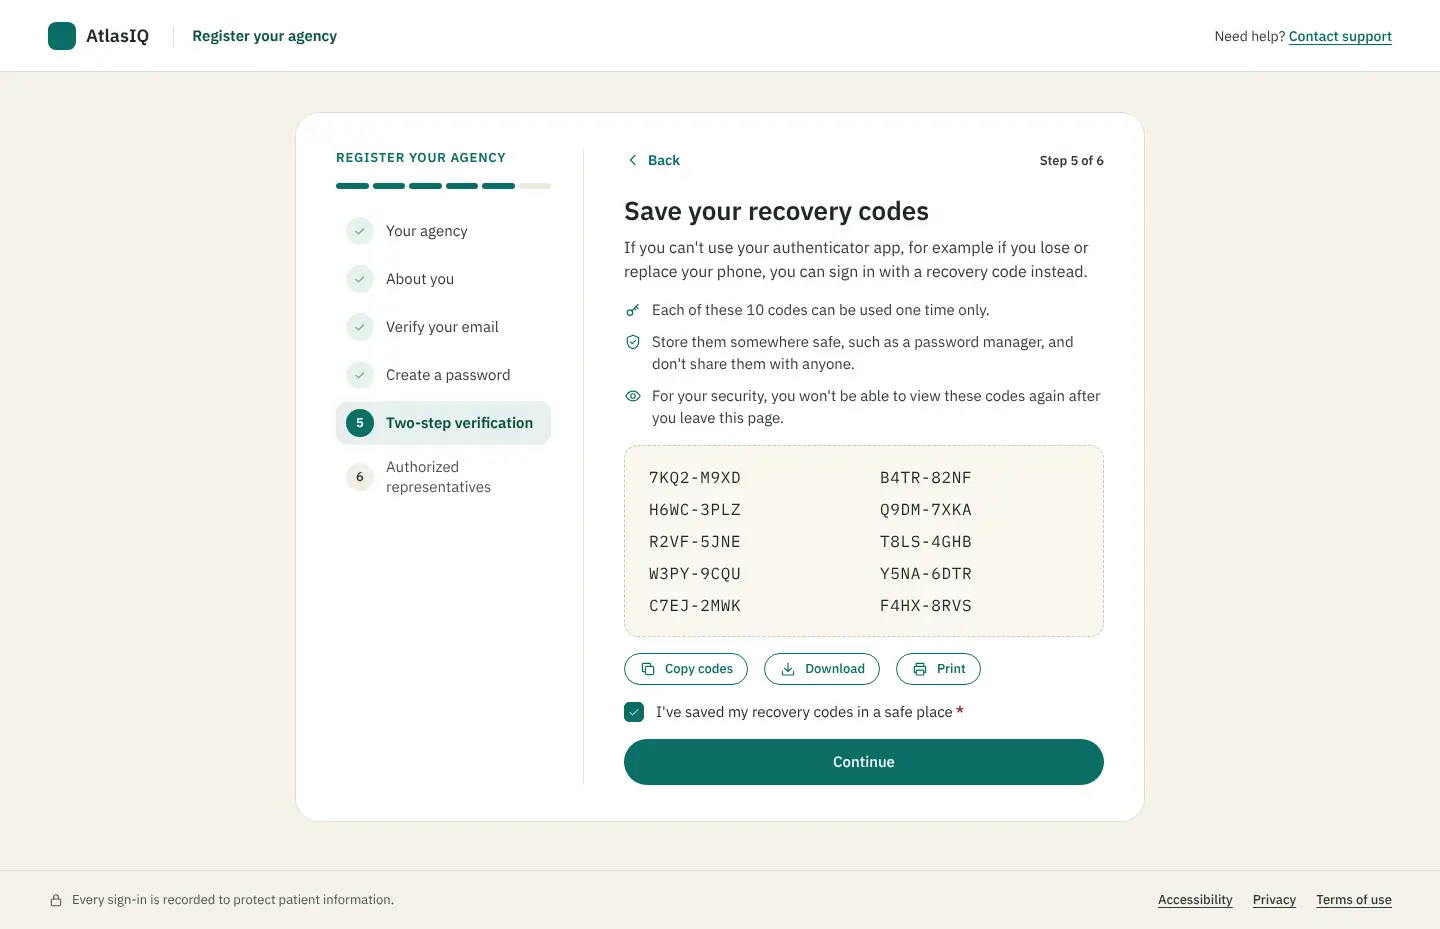 AtlasIQ
Register your agency
Need help? Contact support
REGISTER YOUR AGENCY
Your agency
About you
Verify your email
Create a password
5 Two-step verification
6 Authorized
representatives
Back
Step 5 of 6
Save your recovery codes
If you can't use your authenticator app, for example if you lose or
replace your phone, you can sign in with a recovery code instead.
Each of these 10 codes can be used one time only.
Store them somewhere safe, such as a password manager, and
don't share them with anyone.
For your security, you won't be able to view these codes again after
you leave this page.
7KQ2-M9XD B4TR-82NF
H6WC-3PLZ Q9DM-7XKA
R2VF-5JNE T8LS-4GHB
W3PY-9CQU Y5NA-6DTR
C7EJ-2MWK F4HX-8RVS
Copy codes Download Print
I've saved my recovery codes in a safe place *
Continue
Every sign-in is recorded to protect patient information.
Accessibility Privacy Terms of use